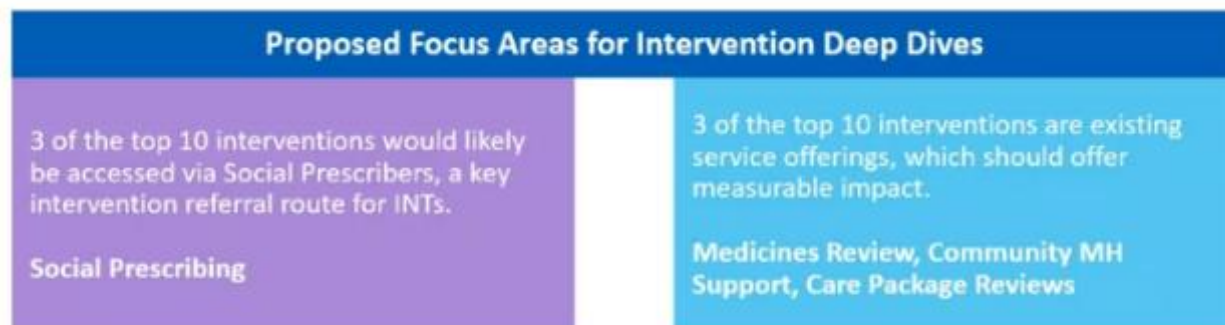 Proposed Focus Areas for Intervention Deep Dives
3 of the top 10 interventions would likely
be accessed via Social Prescribers, a key
intervention referral route for INTs.
Social Prescribing
3 of the top 10 interventions are existing
service offerings, which should offer
measurable impact.
Medicines Review, Community MH
Support, Care Package Reviews